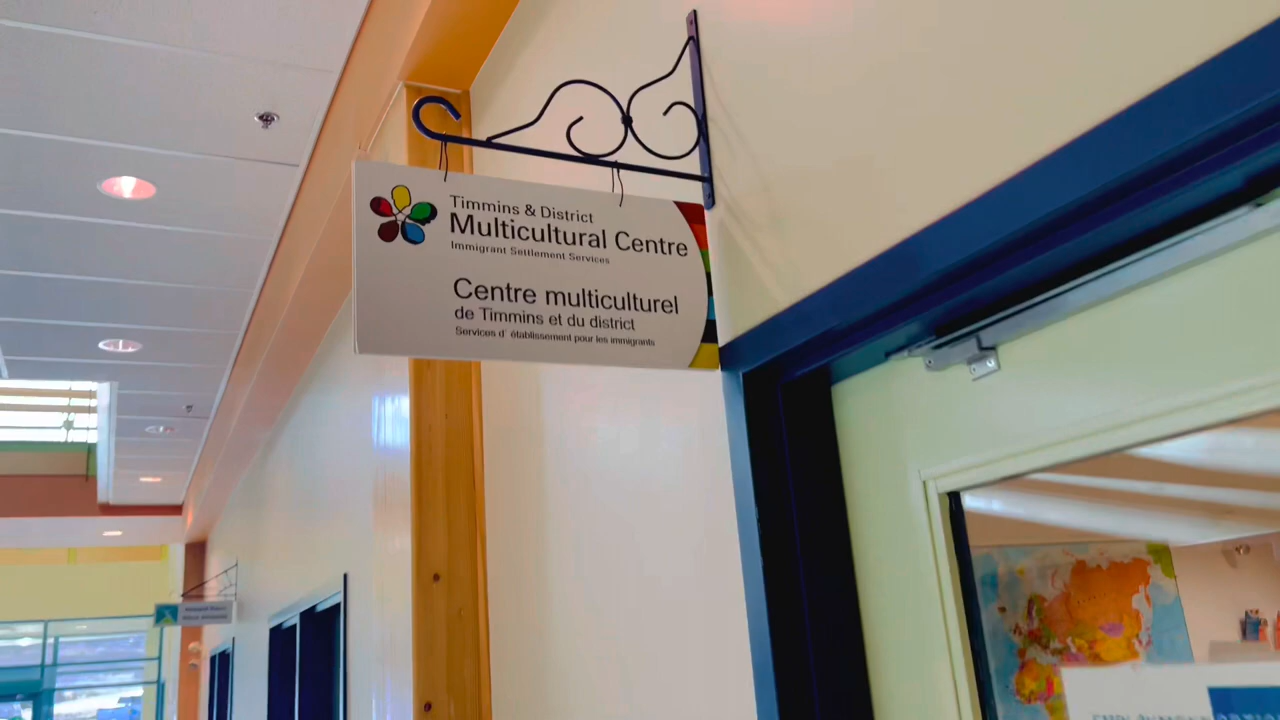 Timmins & District
Multicultural Centre
Immigrant Settlement Services
Centre multiculturel
de Timmins et du district
Services d' établissement pour les immigrants